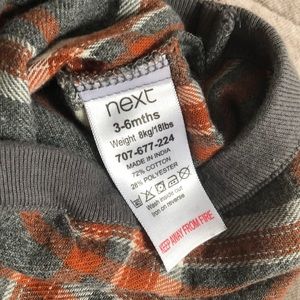 next
3-6mths
Weight 8kg/18lbs
707-677-224
MADE IN INDIA
72% COTTON
28% POLYESTER
Wash inside out
iron on reverse
KEEP AWAY FROM FIRE